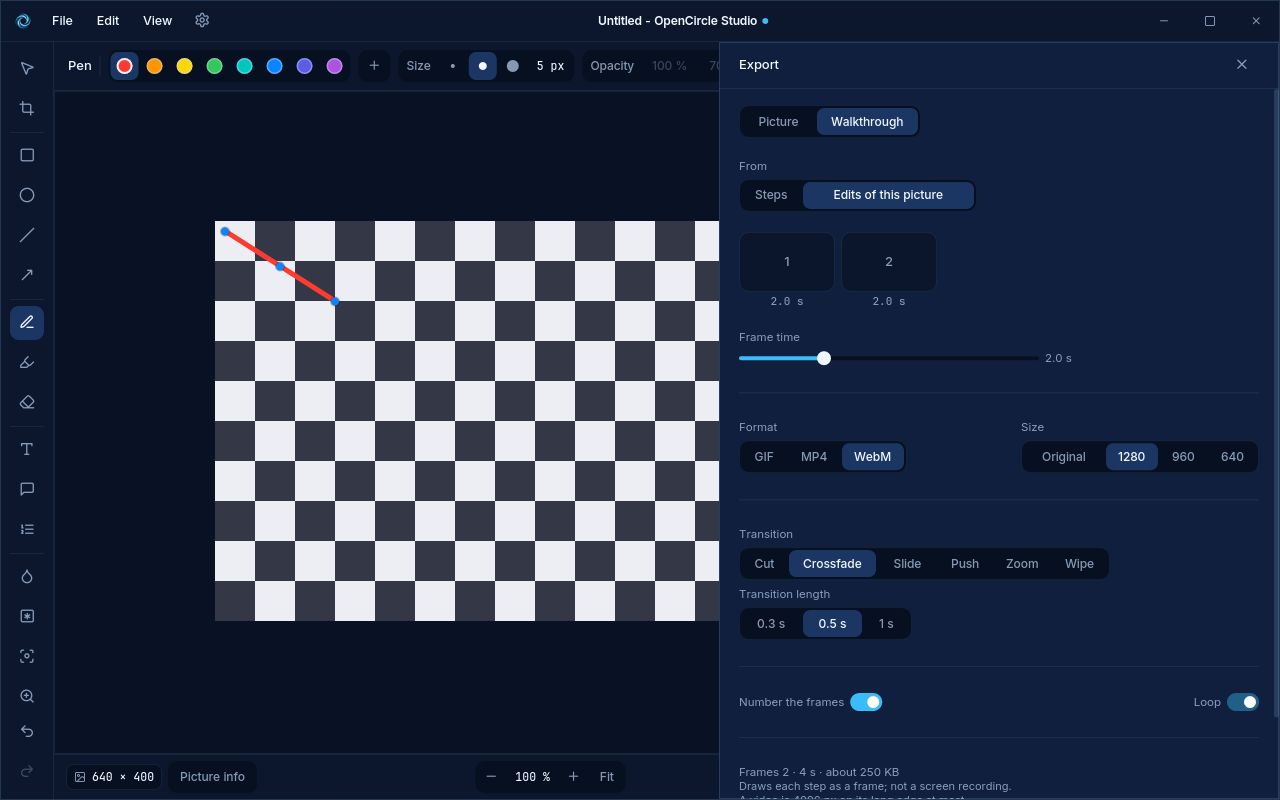 File Edit View Untitled - OpenCircle Studio
Pen Size 5 px Opacity 100 %
Export
Picture Walkthrough
From
Steps Edits of this picture
1 2
2.0 s 2.0 s
Frame time
2.0 s
Format Size
GIF MP4 WebM Original 1280 960 640
Transition
Cut Crossfade Slide Push Zoom Wipe
Transition length
0.3 s 0.5 s 1 s
Number the frames Loop
Frames 2 · 4 s · about 250 KB
Draws each step as a frame; not a screen recording.
640 × 400 Picture info 100 % Fit